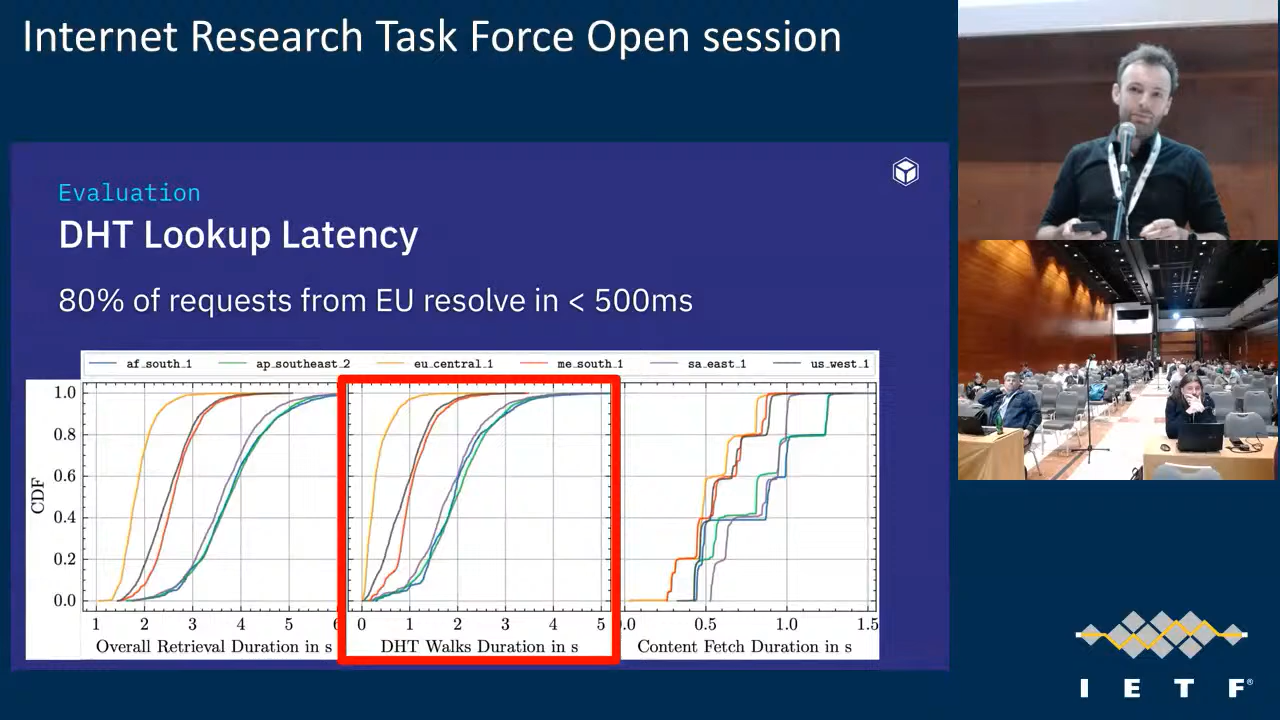 Internet Research Task Force Open session
Evaluation
DHT Lookup Latency
80% of requests from EU resolve in < 500ms
af_south_1 ap_southeast_2 eu_central_1 me_south_1 sa_east_1 us_west_1
CDF
1.0
0.8
0.6
0.4
0.2
0.0
1 2 3 4 5 6
Overall Retrieval Duration in s
0 1 2 3 4 5
DHT Walks Duration in s
.0 0.5 1.0 1.5
Content Fetch Duration in s
I E T F®